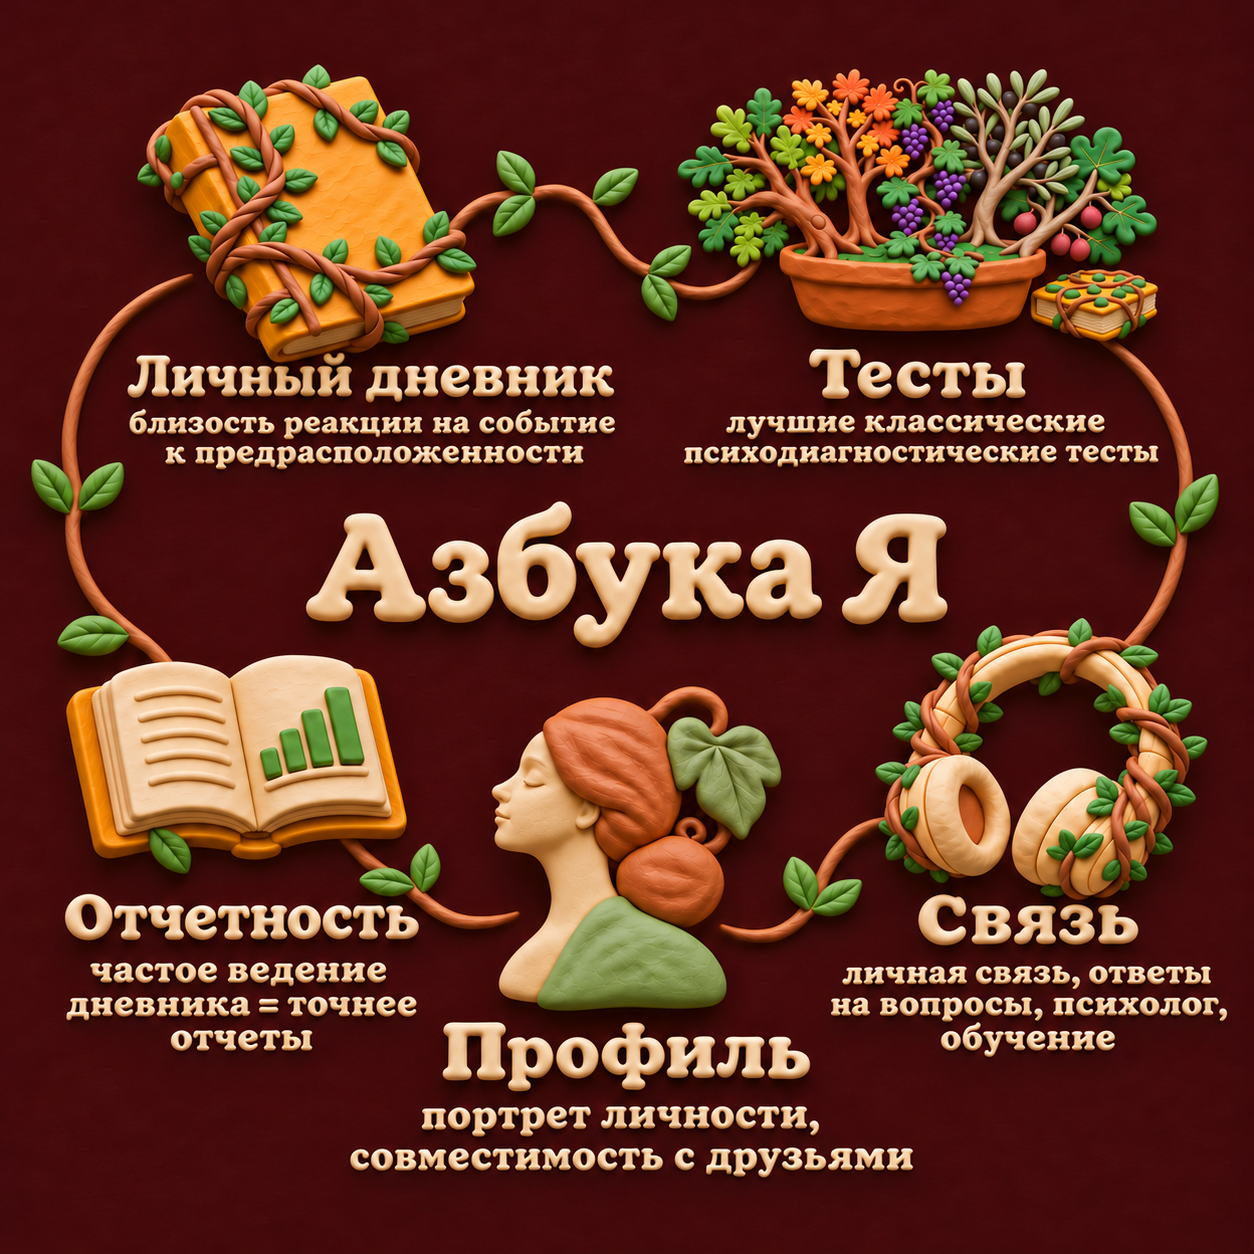 Личный дневник
близость реакции на событие
к предрасположенности
Тесты
лучшие классические
психодиагностические тесты
Азбука Я
Отчетность
частое ведение
дневника = точнее
отчеты
Профиль
портрет личности,
совместимость с друзьями
Связь
личная связь, ответы
на вопросы, психолог,
обучение